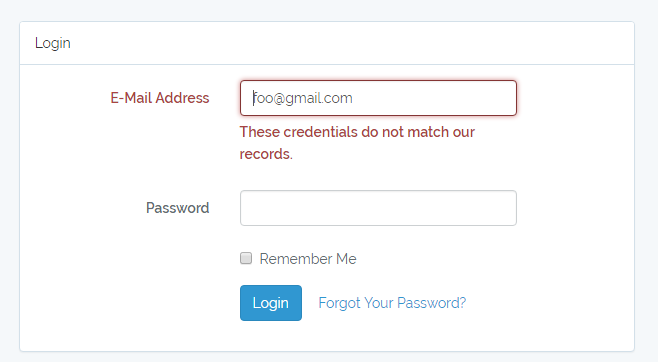 Login
E-Mail Address
foo@gmail.com
These credentials do not match our
records.
Password
Remember Me
Login
Forgot Your Password?